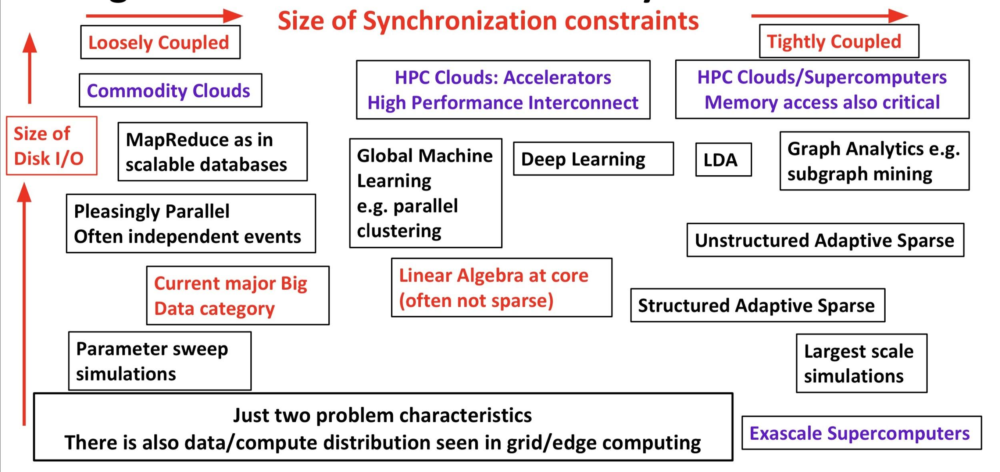 Size of Synchronization constraints
Loosely Coupled
Tightly Coupled
Commodity Clouds
HPC Clouds: Accelerators
High Performance Interconnect
HPC Clouds/Supercomputers
Memory access also critical
Size of
Disk I/O
MapReduce as in
scalable databases
Global Machine
Learning
e.g. parallel
clustering
Deep Learning
LDA
Graph Analytics e.g.
subgraph mining
Pleasingly Parallel
Often independent events
Unstructured Adaptive Sparse
Current major Big
Data category
Linear Algebra at core
(often not sparse)
Structured Adaptive Sparse
Parameter sweep
simulations
Largest scale
simulations
Just two problem characteristics
There is also data/compute distribution seen in grid/edge computing
Exascale Supercomputers